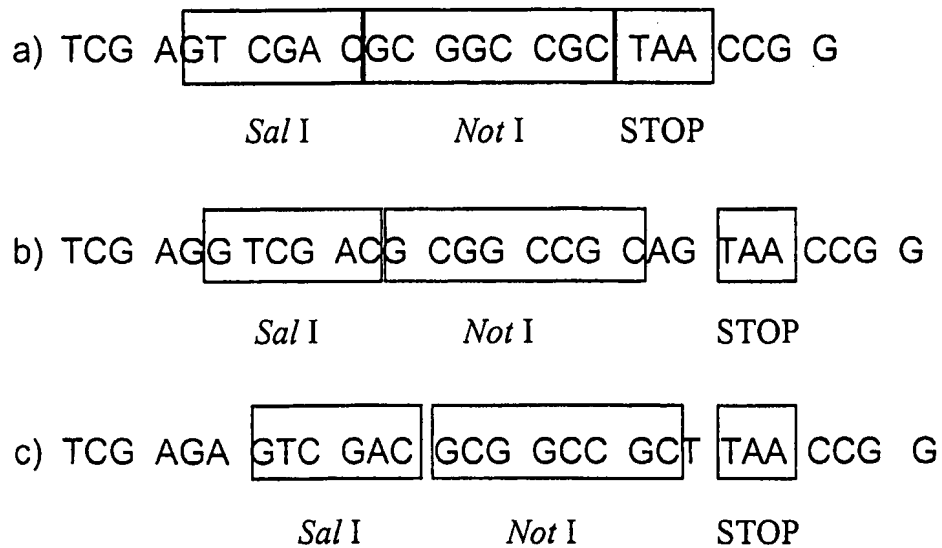 a) TCG AGT CGA CGC GGC CGC TAA CCG G
Sal I Not I STOP
b) TCG AGG TCG ACG CGG CCG CAG TAA CCG G
Sal I Not I STOP
c) TCG AGA GTC GAC GCG GCC GCT TAA CCG G
Sal I Not I STOP